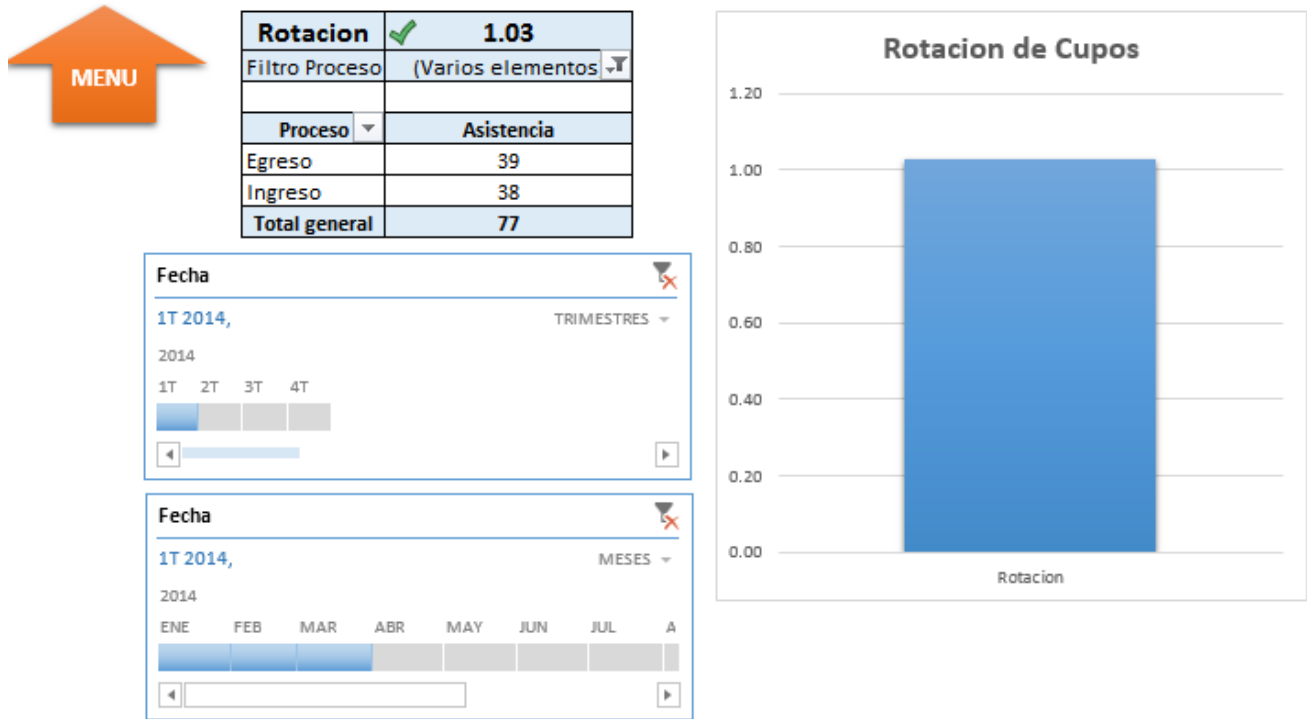 MENU
Rotacion 1.03
Filtro Proceso (Varios elementos
Proceso Asistencia
Egreso 39
Ingreso 38
Total general 77
Fecha
1T 2014, TRIMESTRES
2014
1T 2T 3T 4T
Fecha
1T 2014, MESES
2014
ENE FEB MAR ABR MAY JUN JUL A
Rotacion de Cupos
1.20
1.00
0.80
0.60
0.40
0.20
0.00
Rotacion